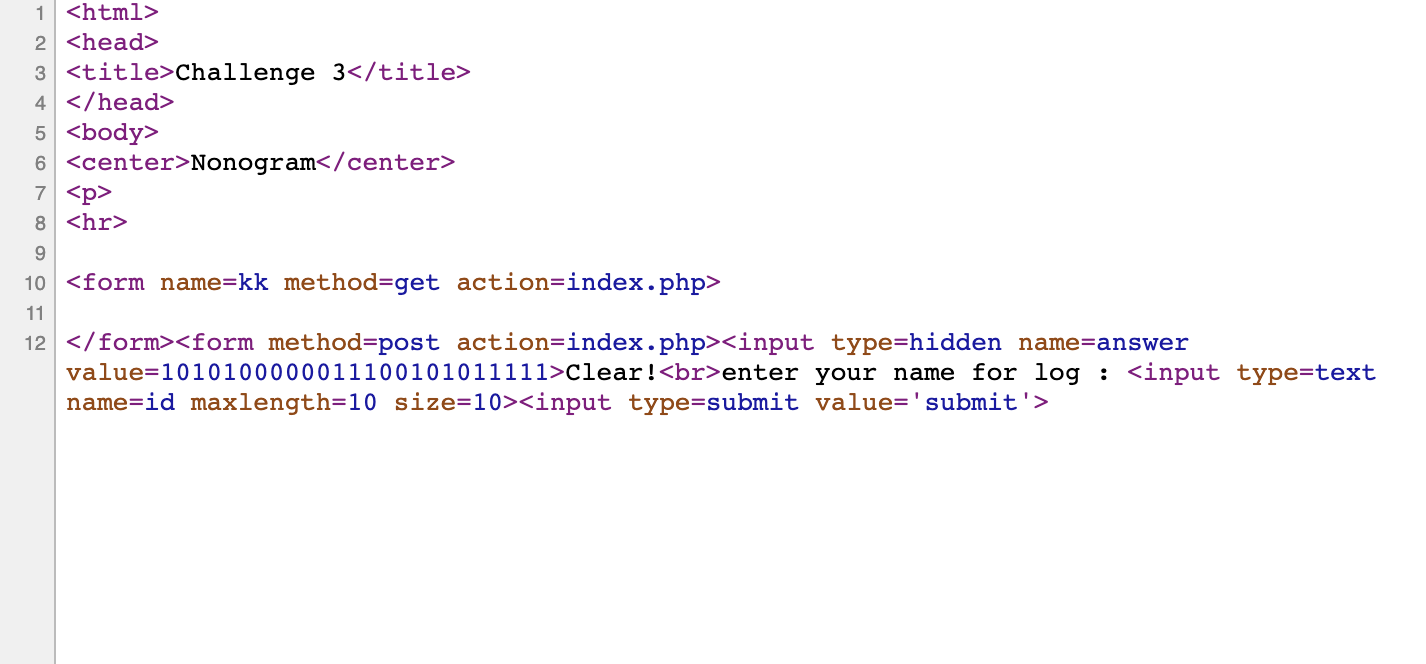 1 <html>
2 <head>
3 <title>Challenge 3</title>
4 </head>
5 <body>
6 <center>Nonogram</center>
7 <p>
8 <hr>
9
10 <form name=kk method=get action=index.php>
11
12 </form><form method=post action=index.php><input type=hidden name=answer
value=1010100000011100101011111>Clear!<br>enter your name for log : <input type=text
name=id maxlength=10 size=10><input type=submit value='submit'>